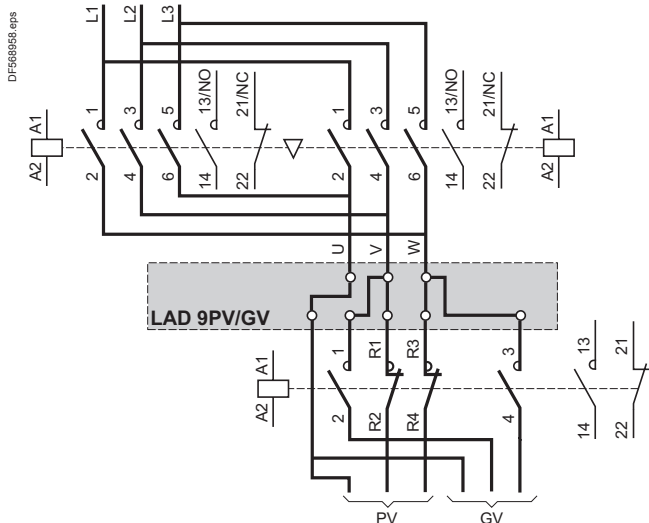 DF568958.eps
L1 L2 L3
A1 1 3 5 13/NO 21/NC 1 3 5 13/NO 21/NC A1
A2 2 4 6 14 22 2 4 6 14 22 A2
U V W
LAD 9PV/GV
A1 1 R1 R3 3 13 21
A2 2 R2 R4 4 14 22
PV GV